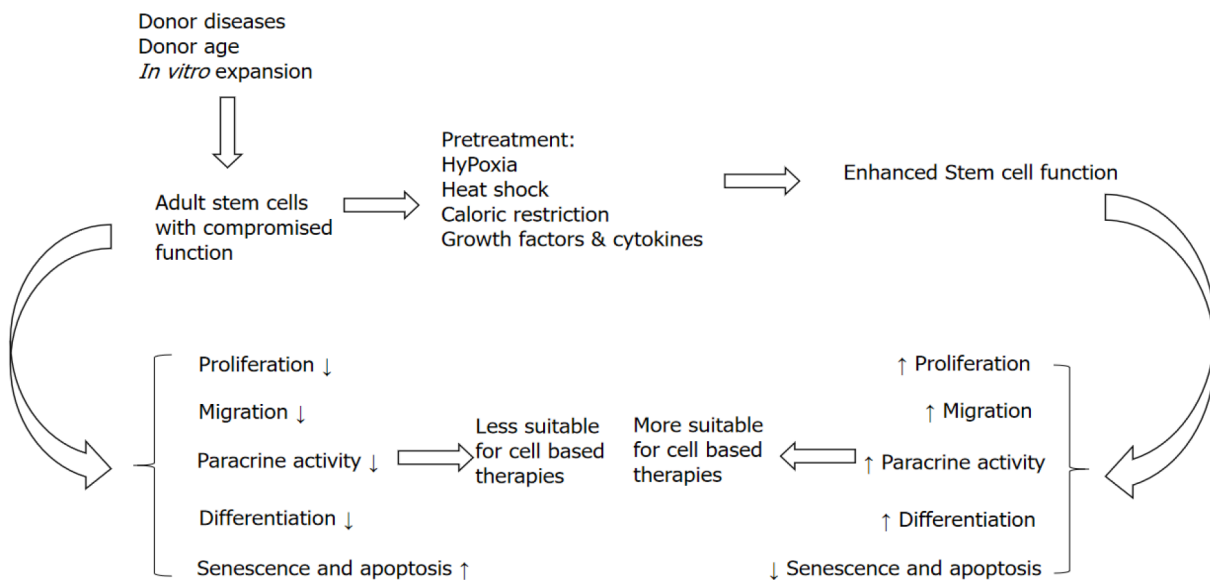 Donor diseases
Donor age
In vitro expansion
Adult stem cells
with compromised
function
Pretreatment:
HyPoxia
Heat shock
Caloric restriction
Growth factors & cytokines
Enhanced Stem cell function
Proliferation ↓
Migration ↓
Paracrine activity ↓
Differentiation ↓
Senescence and apoptosis ↑
Less suitable
for cell based
therapies
More suitable
for cell based
therapies
↑ Proliferation
↑ Migration
↑ Paracrine activity
↑ Differentiation
↓ Senescence and apoptosis